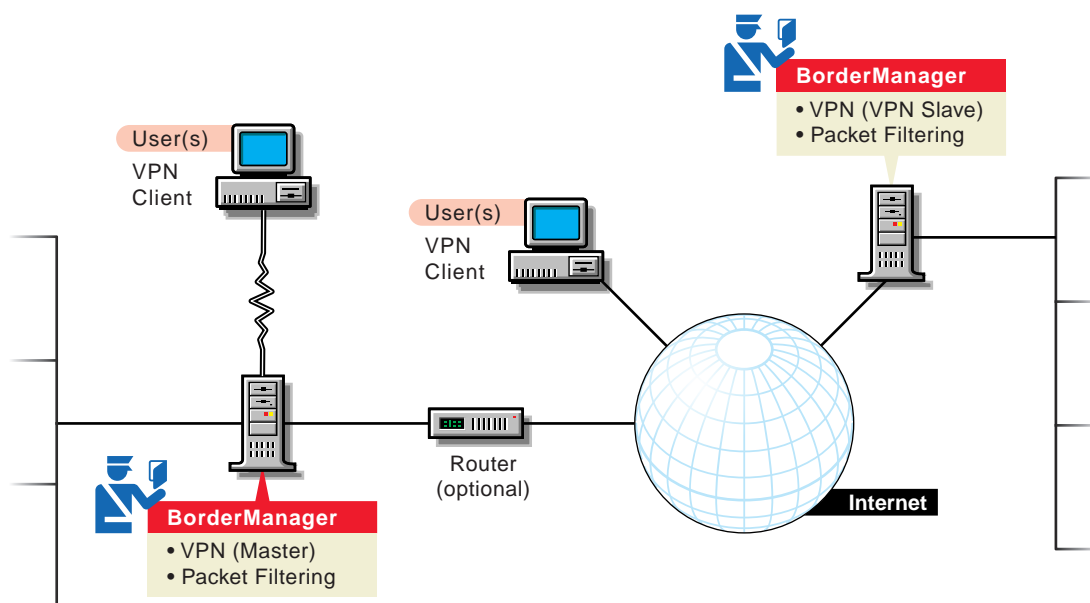 BorderManager
• VPN (VPN Slave)
• Packet Filtering
User(s)
VPN
Client
User(s)
VPN
Client
Router
(optional)
Internet
BorderManager
• VPN (Master)
• Packet Filtering